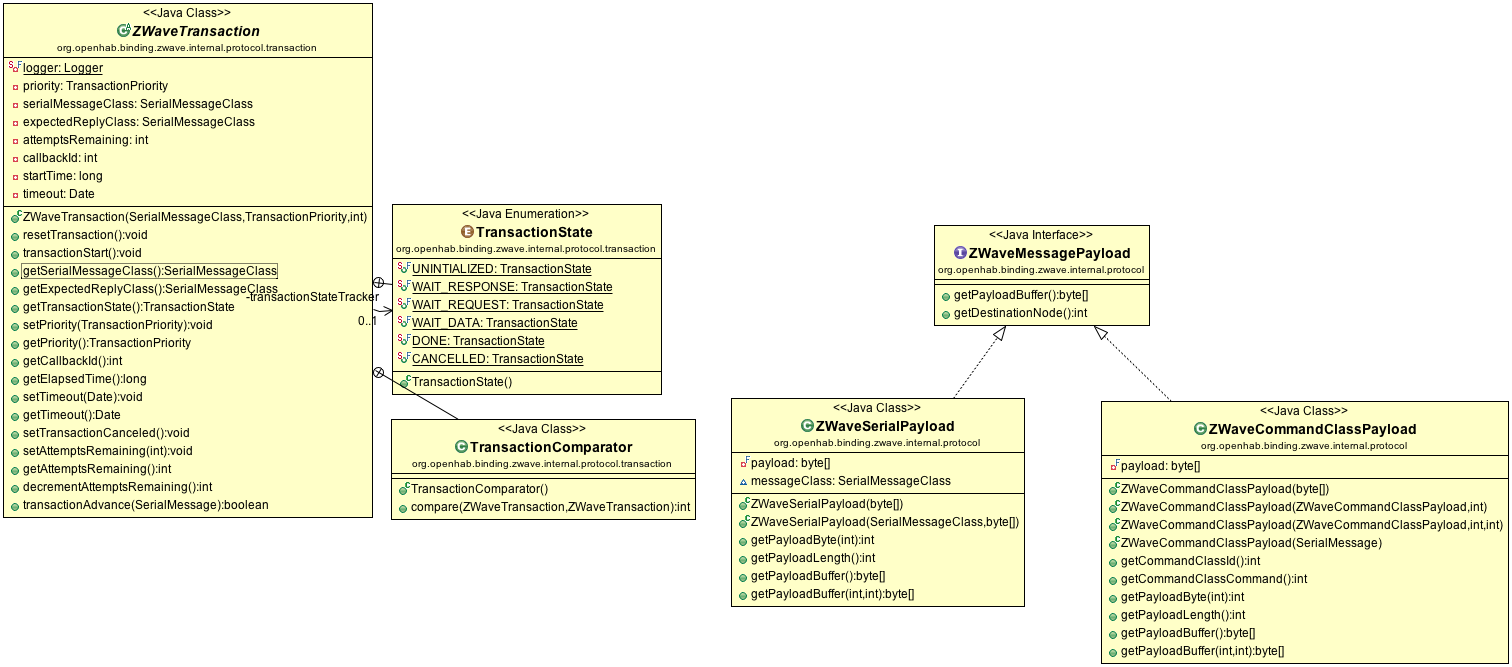 <<Java Class>>
ZWaveTransaction
org.openhab.binding.zwave.internal.protocol.transaction
logger: Logger
priority: TransactionPriority
serialMessageClass: SerialMessageClass
expectedReplyClass: SerialMessageClass
attemptsRemaining: int
callbackId: int
startTime: long
timeout: Date
ZWaveTransaction(SerialMessageClass,TransactionPriority,int)
resetTransaction():void
transactionStart():void
getSerialMessageClass():SerialMessageClass
getExpectedReplyClass():SerialMessageClass
getTransactionState():TransactionState
setPriority(TransactionPriority):void
getPriority():TransactionPriority
getCallbackId():int
getElapsedTime():long
setTimeout(Date):void
getTimeout():Date
setTransactionCanceled():void
setAttemptsRemaining(int):void
getAttemptsRemaining():int
decrementAttemptsRemaining():int
transactionAdvance(SerialMessage):boolean
-transactionStateTracker
0..1
<<Java Enumeration>>
TransactionState
org.openhab.binding.zwave.internal.protocol.transaction
UNINTIALIZED: TransactionState
WAIT_RESPONSE: TransactionState
WAIT_REQUEST: TransactionState
WAIT_DATA: TransactionState
DONE: TransactionState
CANCELLED: TransactionState
TransactionState()
<<Java Class>>
TransactionComparator
org.openhab.binding.zwave.internal.protocol.transaction
TransactionComparator()
compare(ZWaveTransaction,ZWaveTransaction):int
<<Java Interface>>
ZWaveMessagePayload
org.openhab.binding.zwave.internal.protocol
getPayloadBuffer():byte[]
getDestinationNode():int
<<Java Class>>
ZWaveSerialPayload
org.openhab.binding.zwave.internal.protocol
payload: byte[]
messageClass: SerialMessageClass
ZWaveSerialPayload(byte[])
ZWaveSerialPayload(SerialMessageClass,byte[])
getPayloadByte(int):int
getPayloadLength():int
getPayloadBuffer():byte[]
getPayloadBuffer(int,int):byte[]
<<Java Class>>
ZWaveCommandClassPayload
org.openhab.binding.zwave.internal.protocol
payload: byte[]
ZWaveCommandClassPayload(byte[])
ZWaveCommandClassPayload(ZWaveCommandClassPayload,int)
ZWaveCommandClassPayload(ZWaveCommandClassPayload,int,int)
ZWaveCommandClassPayload(SerialMessage)
getCommandClassId():int
getCommandClassCommand():int
getPayloadByte(int):int
getPayloadLength():int
getPayloadBuffer():byte[]
getPayloadBuffer(int,int):byte[]